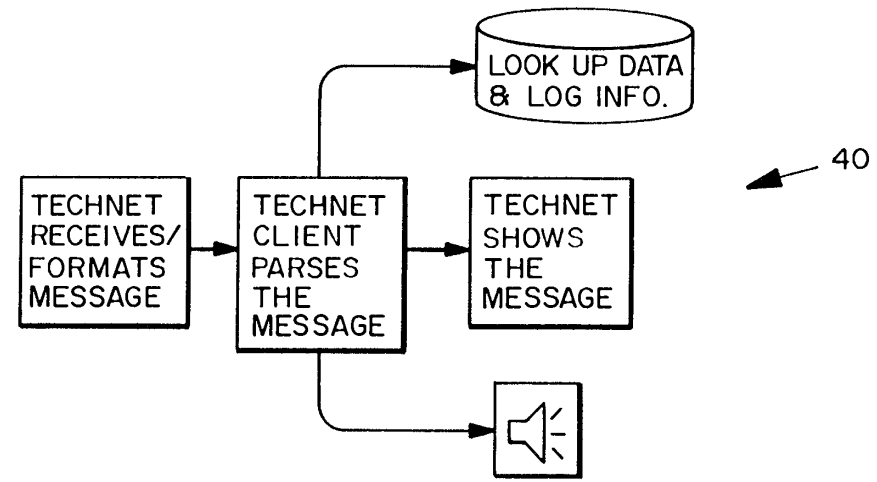 LOOK UP DATA
& LOG INFO.
40
TECHNET
RECEIVES/
FORMATS
MESSAGE
TECHNET
CLIENT
PARSES
THE
MESSAGE
TECHNET
SHOWS
THE
MESSAGE